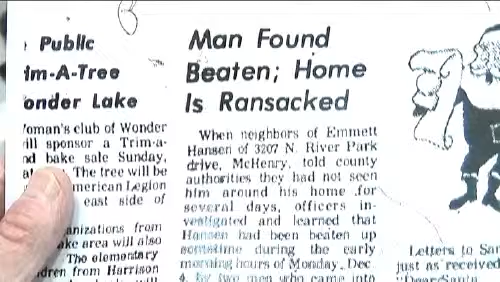 Public
im-A-Tree
onder Lake
oman's club of Wonder
ill sponsor a Trim-a-
nd bake sale Sunday,
The tree will be
merican Legion
east side of
anizations from
ake area will also
The elementary
dren from Harrison
Man Found
Beaten; Home
Is Ransacked
When neighbors of Emmett
Hansen of 3207 N. River Park
drive, McHenry, told county
authorities they had not seen
him around his home for
several days, officers in-
vestigated and learned that
Hansen had been beaten up
sometime during the early
morning hours of Monday, Dec
4, by two men who came into
Letters to San
just as received
"Dear Santa